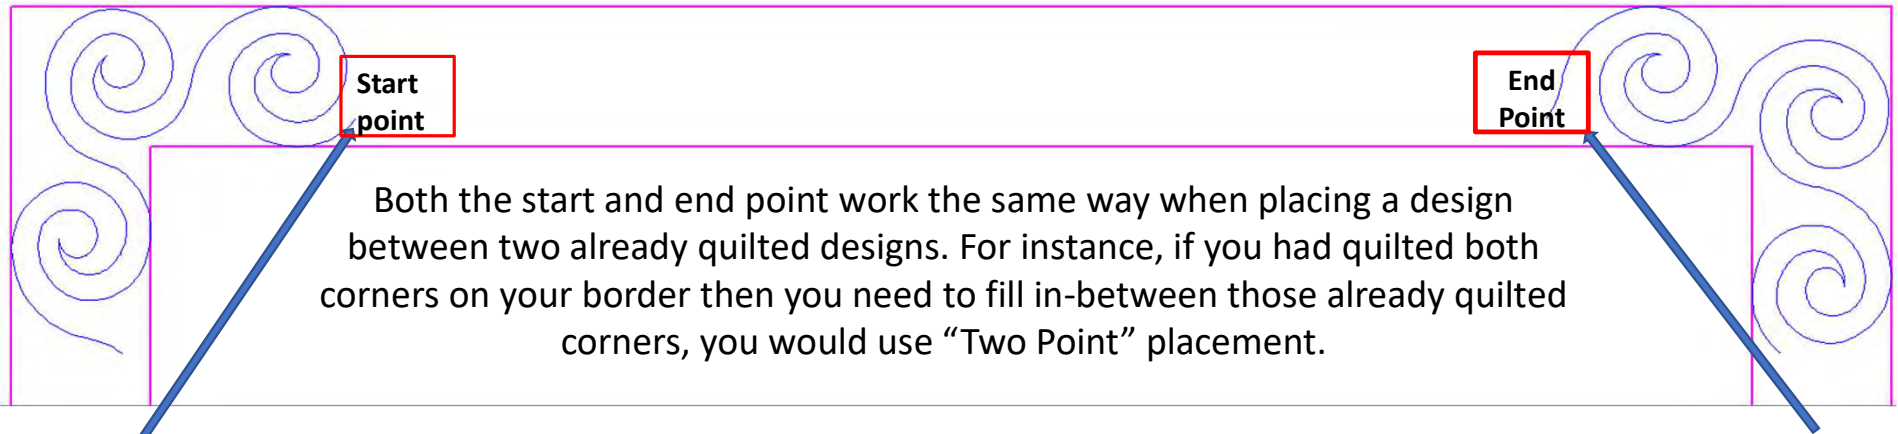 Start
point
End
Point
Both the start and end point work the same way when placing a design
between two already quilted designs. For instance, if you had quilted both
corners on your border then you need to fill in-between those already quilted
corners, you would use “Two Point” placement.